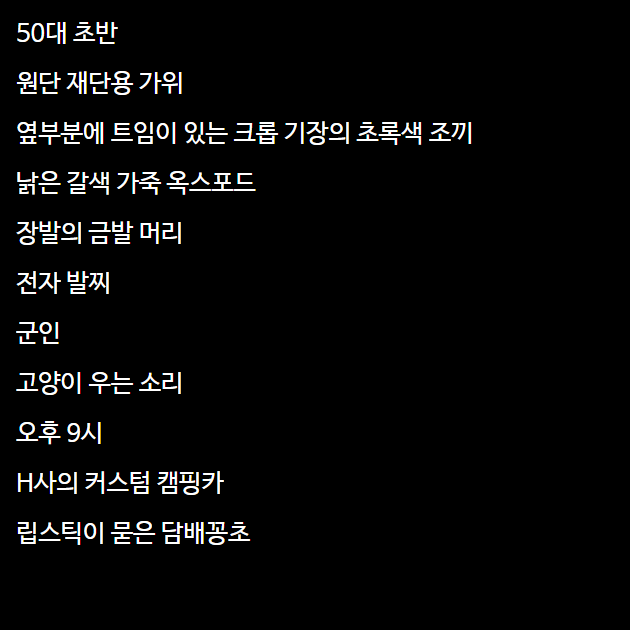 50대 초반
원단 재단용 가위
옆부분에 트임이 있는 크롭 기장의 초록색 조끼
낡은 갈색 가죽 옥스포드
장발의 금발 머리
전자 발찌
군인
고양이 우는 소리
오후 9시
H사의 커스텀 캠핑카
립스틱이 묻은 담배꽁초